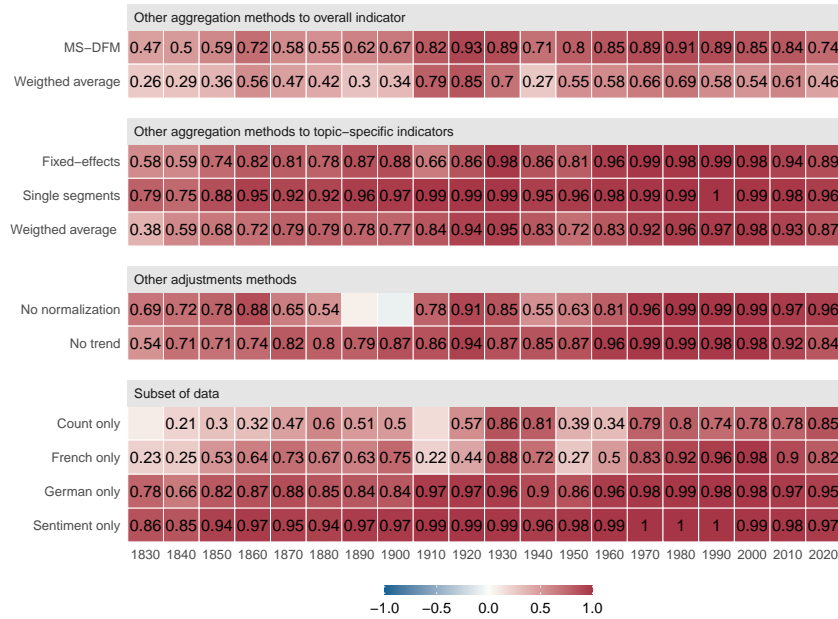 Other aggregation methods to overall indicator
MS−DFM 0.47 0.5 0.59 0.72 0.58 0.55 0.62 0.67 0.82 0.93 0.89 0.71 0.8 0.85 0.89 0.91 0.89 0.85 0.84 0.74
Weigthed average 0.26 0.29 0.36 0.56 0.47 0.42 0.3 0.34 0.79 0.85 0.7 0.27 0.55 0.58 0.66 0.69 0.58 0.54 0.61 0.46
Other aggregation methods to topic−specific indicators
Fixed−effects 0.58 0.59 0.74 0.82 0.81 0.78 0.87 0.88 0.66 0.86 0.98 0.86 0.81 0.96 0.99 0.98 0.99 0.98 0.94 0.89
Single segments 0.79 0.75 0.88 0.95 0.92 0.92 0.96 0.97 0.99 0.99 0.99 0.95 0.96 0.98 0.99 0.99 1 0.99 0.98 0.96
Weigthed average 0.38 0.59 0.68 0.72 0.79 0.79 0.78 0.77 0.84 0.94 0.95 0.83 0.72 0.83 0.92 0.96 0.97 0.98 0.93 0.87
Other adjustments methods
No normalization 0.69 0.72 0.78 0.88 0.65 0.54 0.78 0.91 0.85 0.55 0.63 0.81 0.96 0.99 0.99 0.99 0.97 0.96
No trend 0.54 0.71 0.71 0.74 0.82 0.8 0.79 0.87 0.86 0.94 0.87 0.85 0.87 0.96 0.99 0.99 0.98 0.98 0.92 0.84
Subset of data
Count only 0.21 0.3 0.32 0.47 0.6 0.51 0.5 0.57 0.86 0.81 0.39 0.34 0.79 0.8 0.74 0.78 0.78 0.85
French only 0.23 0.25 0.53 0.64 0.73 0.67 0.63 0.75 0.22 0.44 0.88 0.72 0.27 0.5 0.83 0.92 0.96 0.98 0.9 0.82
German only 0.78 0.66 0.82 0.87 0.88 0.85 0.84 0.84 0.97 0.97 0.96 0.9 0.86 0.96 0.98 0.99 0.98 0.98 0.97 0.95
Sentiment only 0.86 0.85 0.94 0.97 0.95 0.94 0.97 0.97 0.99 0.99 0.99 0.96 0.98 0.99 1 1 1 0.99 0.98 0.97
1830 1840 1850 1860 1870 1880 1890 1900 1910 1920 1930 1940 1950 1960 1970 1980 1990 2000 2010 2020
−1.0 −0.5 0.0 0.5 1.0